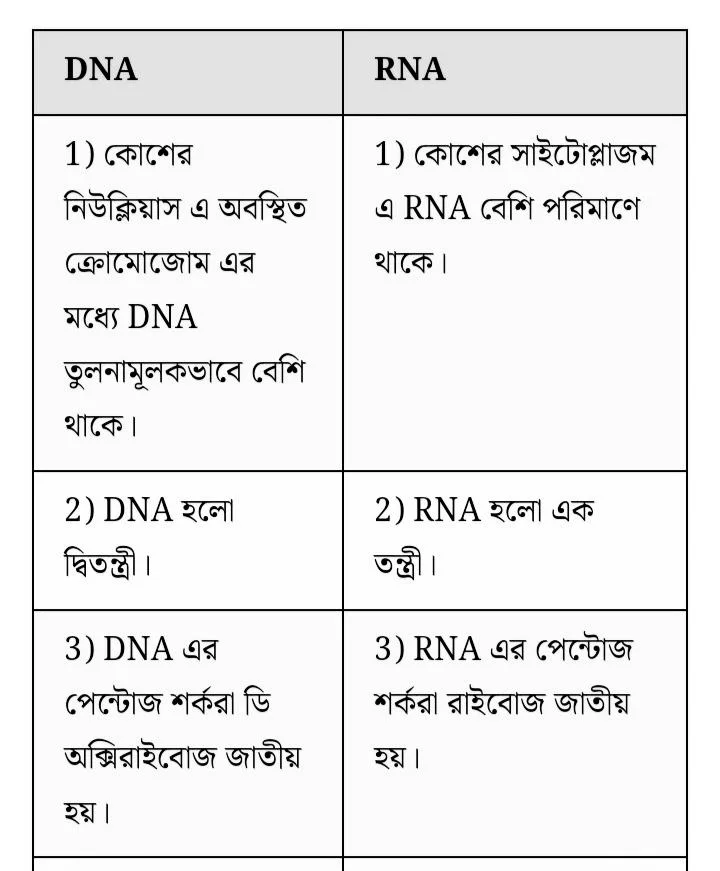 DNA
RNA
1) কোশের
নিউক্লিয়াস এ অবস্থিত
ক্রোমোজোম এর
মধ্যে DNA
তুলনামূলকভাবে বেশি
থাকে।
1) কোশের সাইটোপ্লাজম
এ RNA বেশি পরিমাণে
থাকে।
2) DNA হলো
দ্বিতন্ত্রী।
2) RNA হলো এক
তন্ত্রী।
3) DNA এর
পেন্টোজ শর্করা ডি
অক্সিরাইবোজ জাতীয়
হয়।
3) RNA এর পেন্টোজ
শর্করা রাইবোজ জাতীয়
হয়।